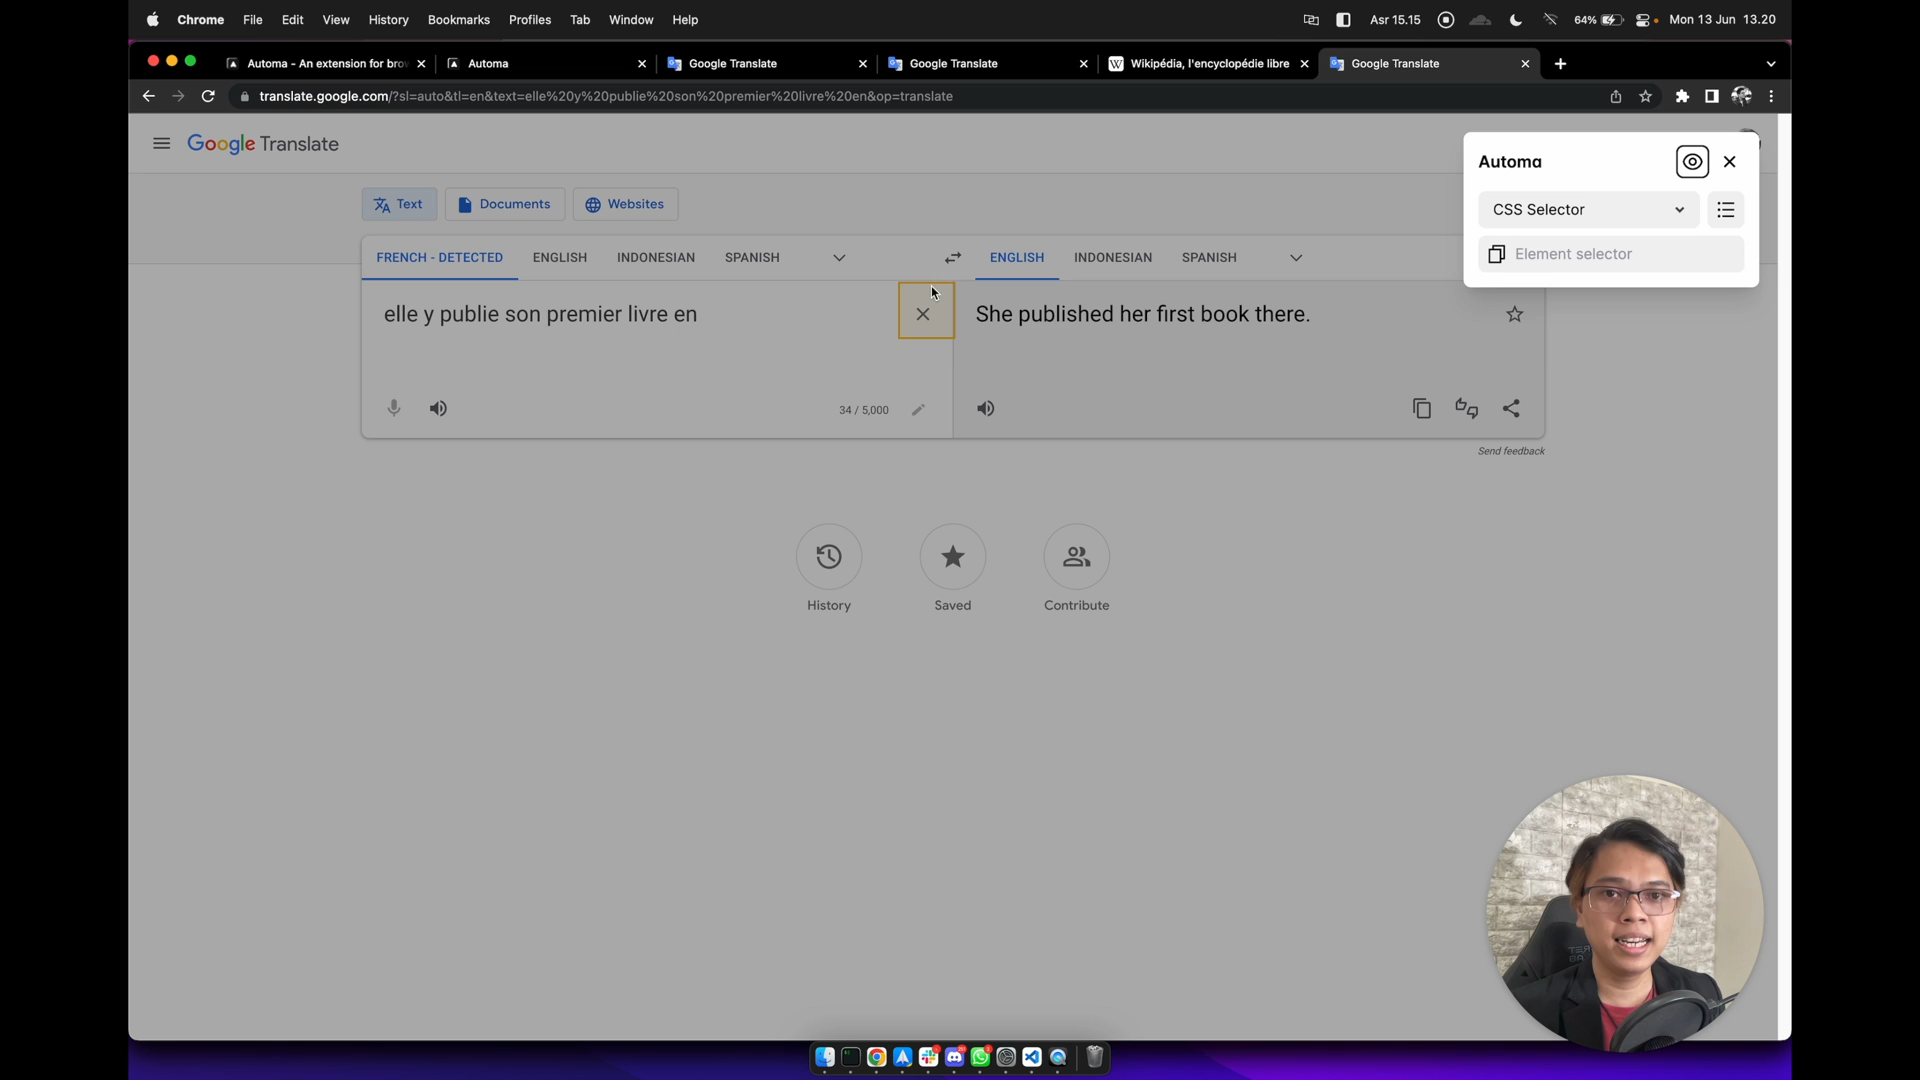 Chrome File Edit View History Bookmarks Profiles Tab Window Help Asr 15.15 64% Mon 13 Jun 13.20
Automa - An extension for bro Automa Google Translate Google Translate Wikipédia, l'encyclopédie libre Google Translate
translate.google.com/?sl=auto&tl=en&text=elle%20y%20publie%20son%20premier%20livre%20en&op=translate
Google Translate
Automa
CSS Selector
Element selector
Text Documents Websites
FRENCH - DETECTED ENGLISH INDONESIAN SPANISH ENGLISH INDONESIAN SPANISH
elle y publie son premier livre en
She published her first book there.
34 / 5,000
Send feedback
History Saved Contribute